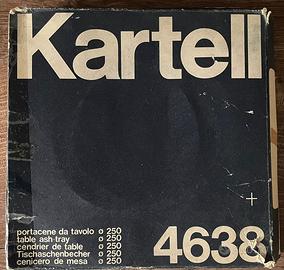 Kartell
+
portacene da tavolo ø 250
table ash-tray ø 250
cendrier de table ø 250
Tischaschenbecher ø 250
cenicero de mesa ø 250
4638